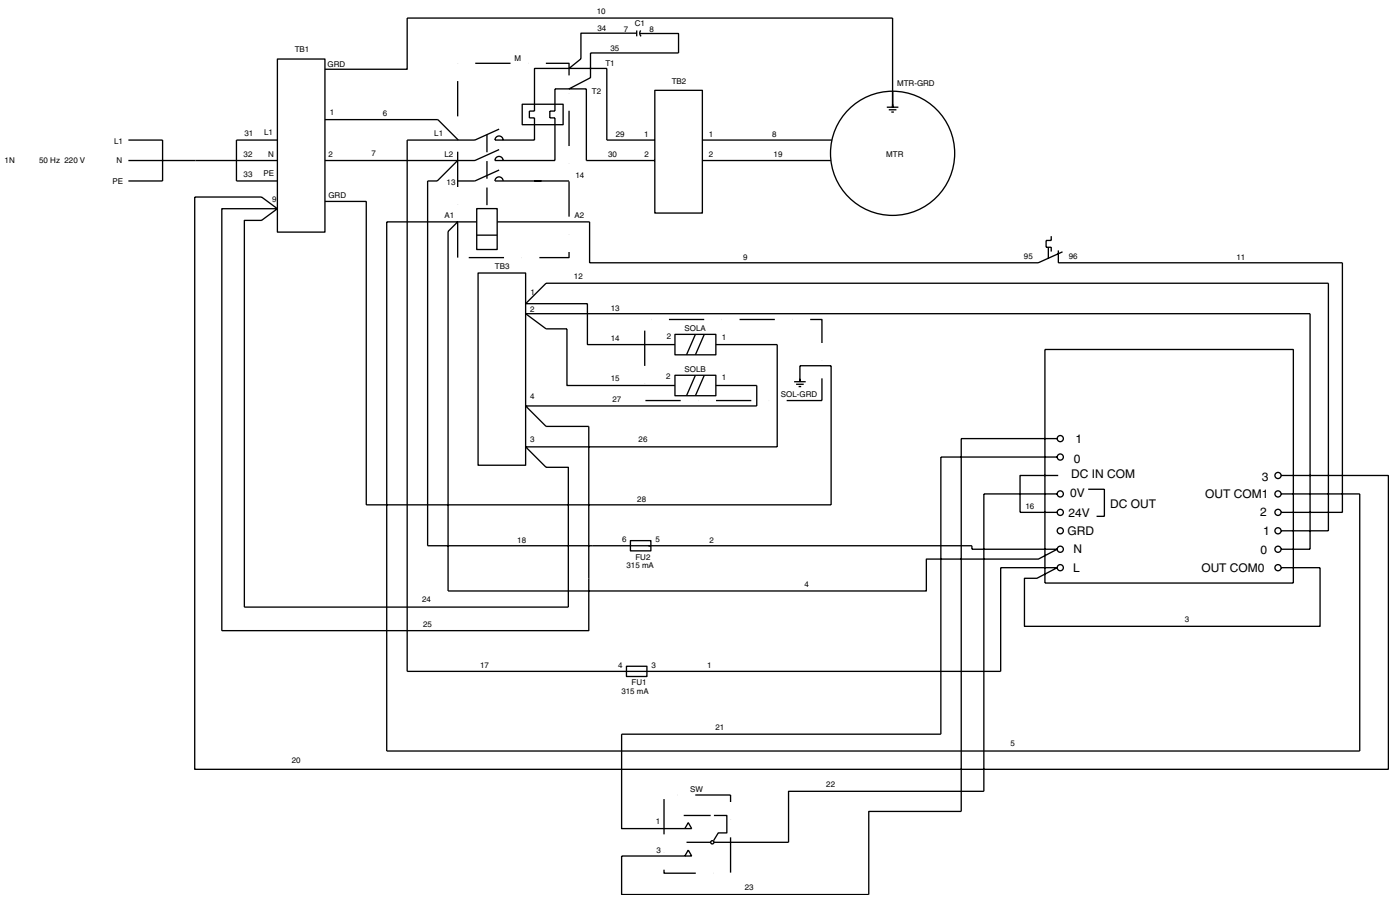 10
34 7 C1 8
TB1
35
M
GRD
T1
TB2
MTR-GRD
T2
1 6
L1
31 L1
L1
29 1 1 8
1N 50 Hz 220 V
N
32 N
2 7
L2
30 2 2 19
MTR
PE
33 PE
13
14
9
GRD
A1
A2
9
95 96
11
TB3
12
1
2
13
SOLA
14 2 1
SOLB
15 2 1
27
SOL-GRD
4
3
26
1
0
DC IN COM
3
0V
OUT COM1
DC OUT
28
16
24V
2
GRD
1
18
6 5
2
N
0
FU2
315 mA
L
OUT COM0
4
24
3
25
17
4 3
1
FU1
315 mA
21
5
20
22
SW
1
3
23